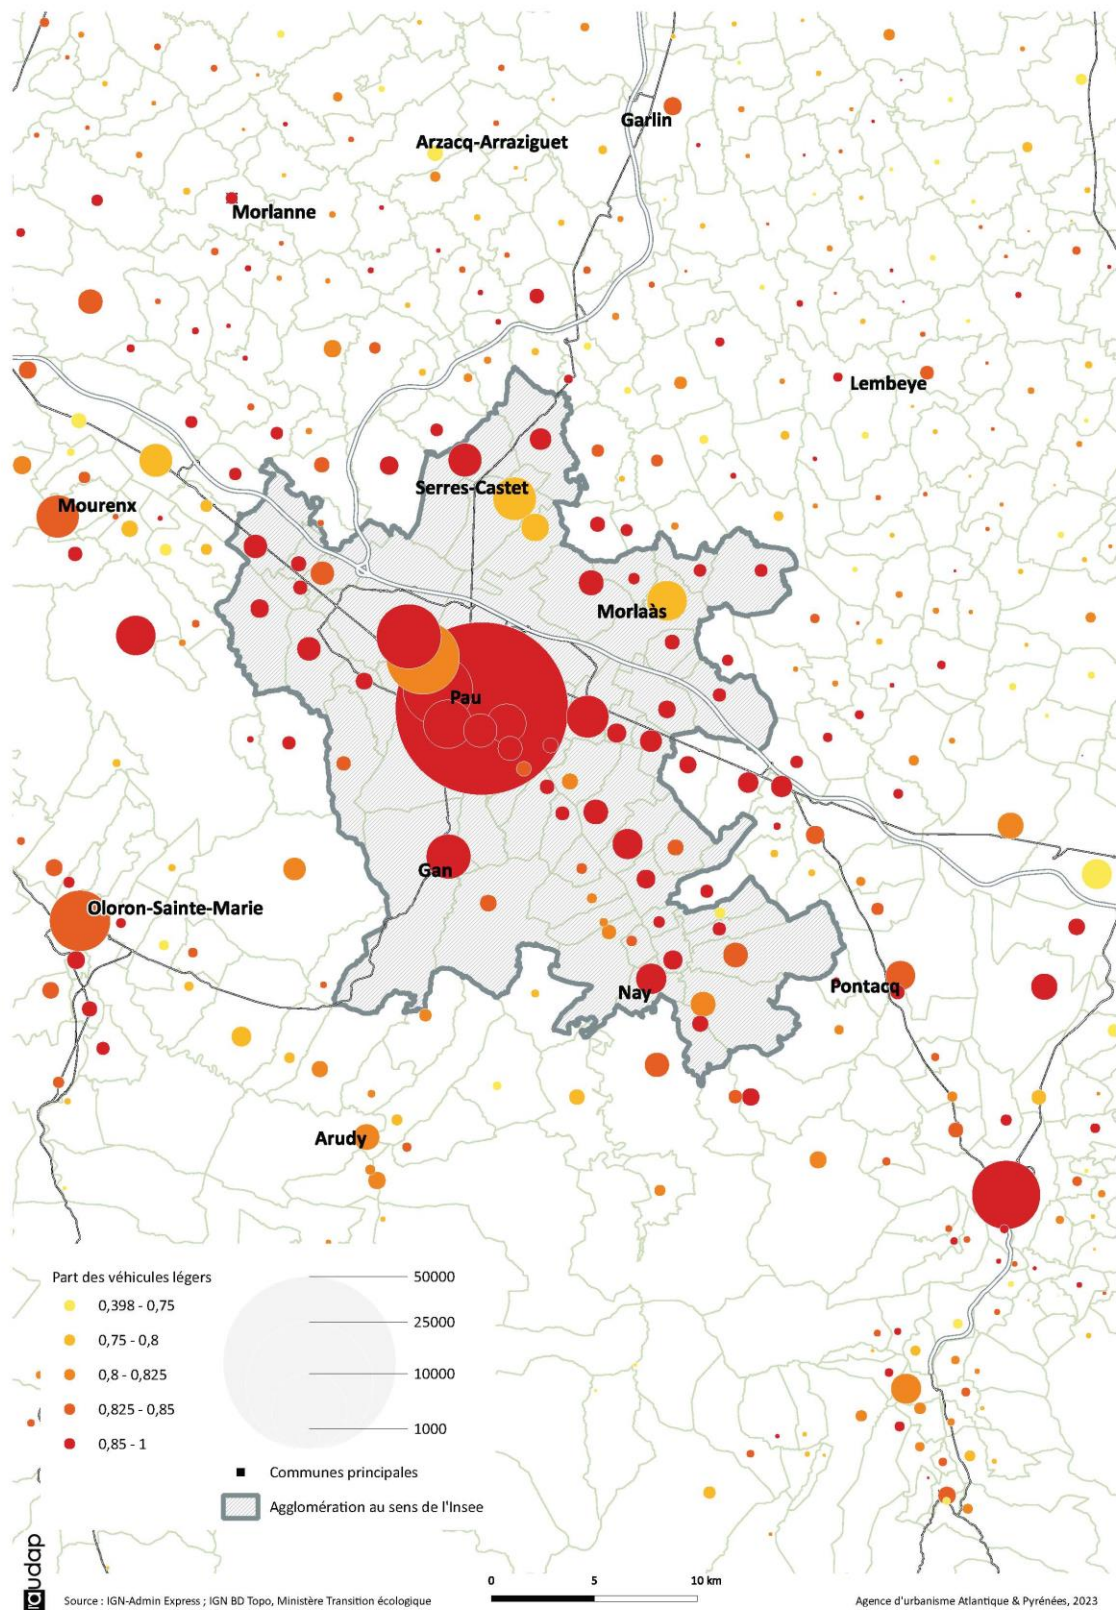 Garlin
Arzacq-Arraziguet
Morlanne
Lembeye
Serres-Castet
Mourenx
Morlaàs
Pau
Gan
Oloron-Sainte-Marie
Nay
Pontacq
Arudy
Part des véhicules légers
0,398 - 0,75
0,75 - 0,8
0,8 - 0,825
0,825 - 0,85
0,85 - 1
50000
25000
10000
1000
Communes principales
Agglomération au sens de l'Insee
audap
0 5 10 km
Source : IGN-Admin Express ; IGN BD Topo, Ministère Transition écologique
Agence d'urbanisme Atlantique & Pyrénées, 2023